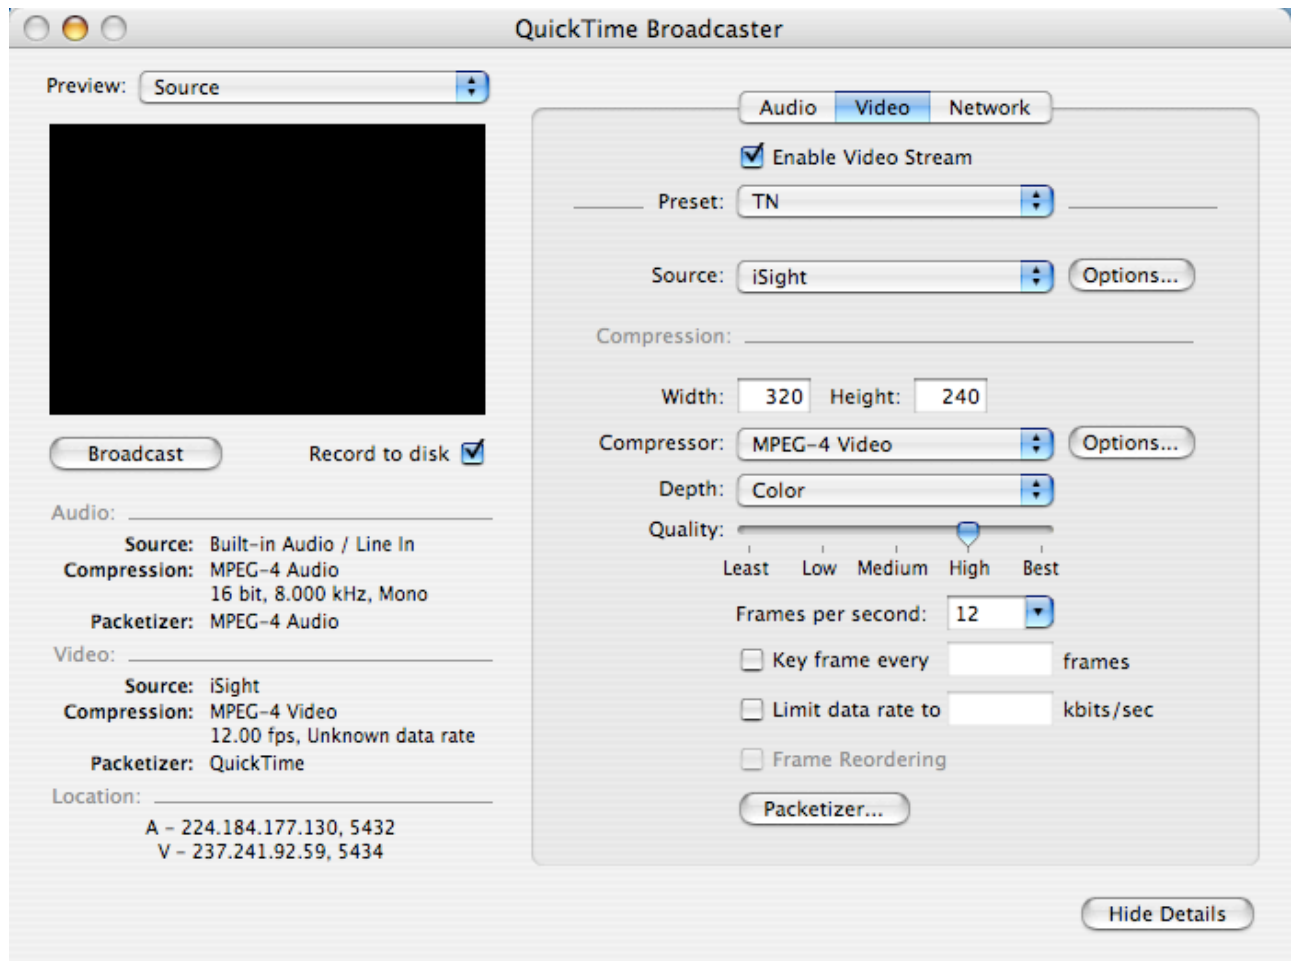 QuickTime Broadcaster
Preview: Source
Broadcast Record to disk
Audio:
Source: Built-in Audio / Line In
Compression: MPEG-4 Audio
16 bit, 8.000 kHz, Mono
Packetizer: MPEG-4 Audio
Video:
Source: iSight
Compression: MPEG-4 Video
12.00 fps, Unknown data rate
Packetizer: QuickTime
Location:
A - 224.184.177.130, 5432
V - 237.241.92.59, 5434
Audio Video Network
Enable Video Stream
Preset: TN
Source: iSight Options...
Compression:
Width: 320 Height: 240
Compressor: MPEG-4 Video Options...
Depth: Color
Quality:
Least Low Medium High Best
Frames per second: 12
Key frame every frames
Limit data rate to kbits/sec
Frame Reordering
Packetizer...
Hide Details